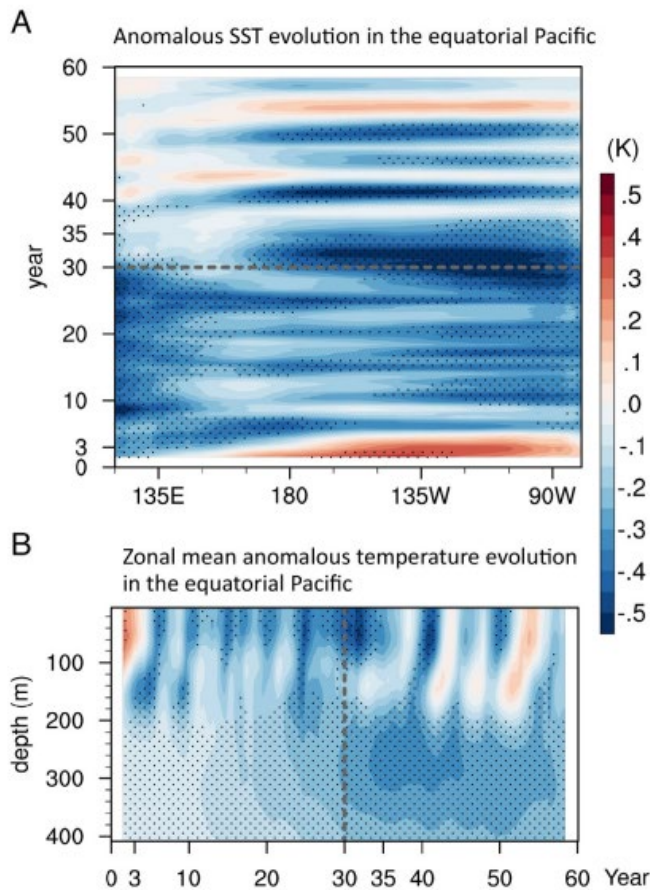 A
Anomalous SST evolution in the equatorial Pacific
60
50
40
35
30
20
10
3
0
year
135E 180 135W 90W
(K)
.5
.4
.3
.2
.1
.0
-.1
-.2
-.3
-.4
-.5
B
Zonal mean anomalous temperature evolution
in the equatorial Pacific
100
200
300
400
depth (m)
0 3 10 20 30 35 40 50 60 Year